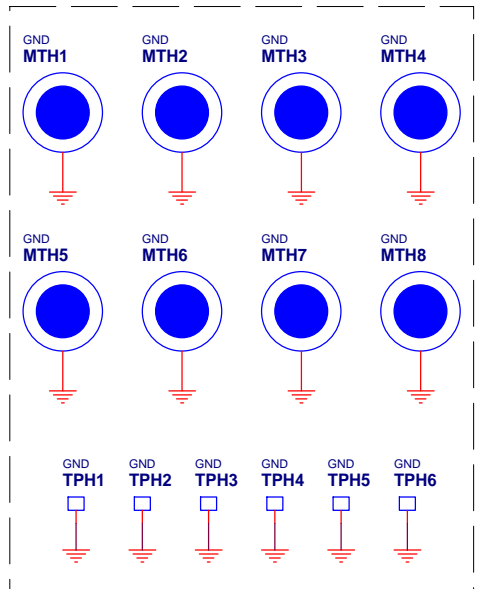 GND GND GND GND
MTH1 MTH2 MTH3 MTH4
GND GND GND GND
MTH5 MTH6 MTH7 MTH8
GND GND GND GND GND GND
TPH1 TPH2 TPH3 TPH4 TPH5 TPH6